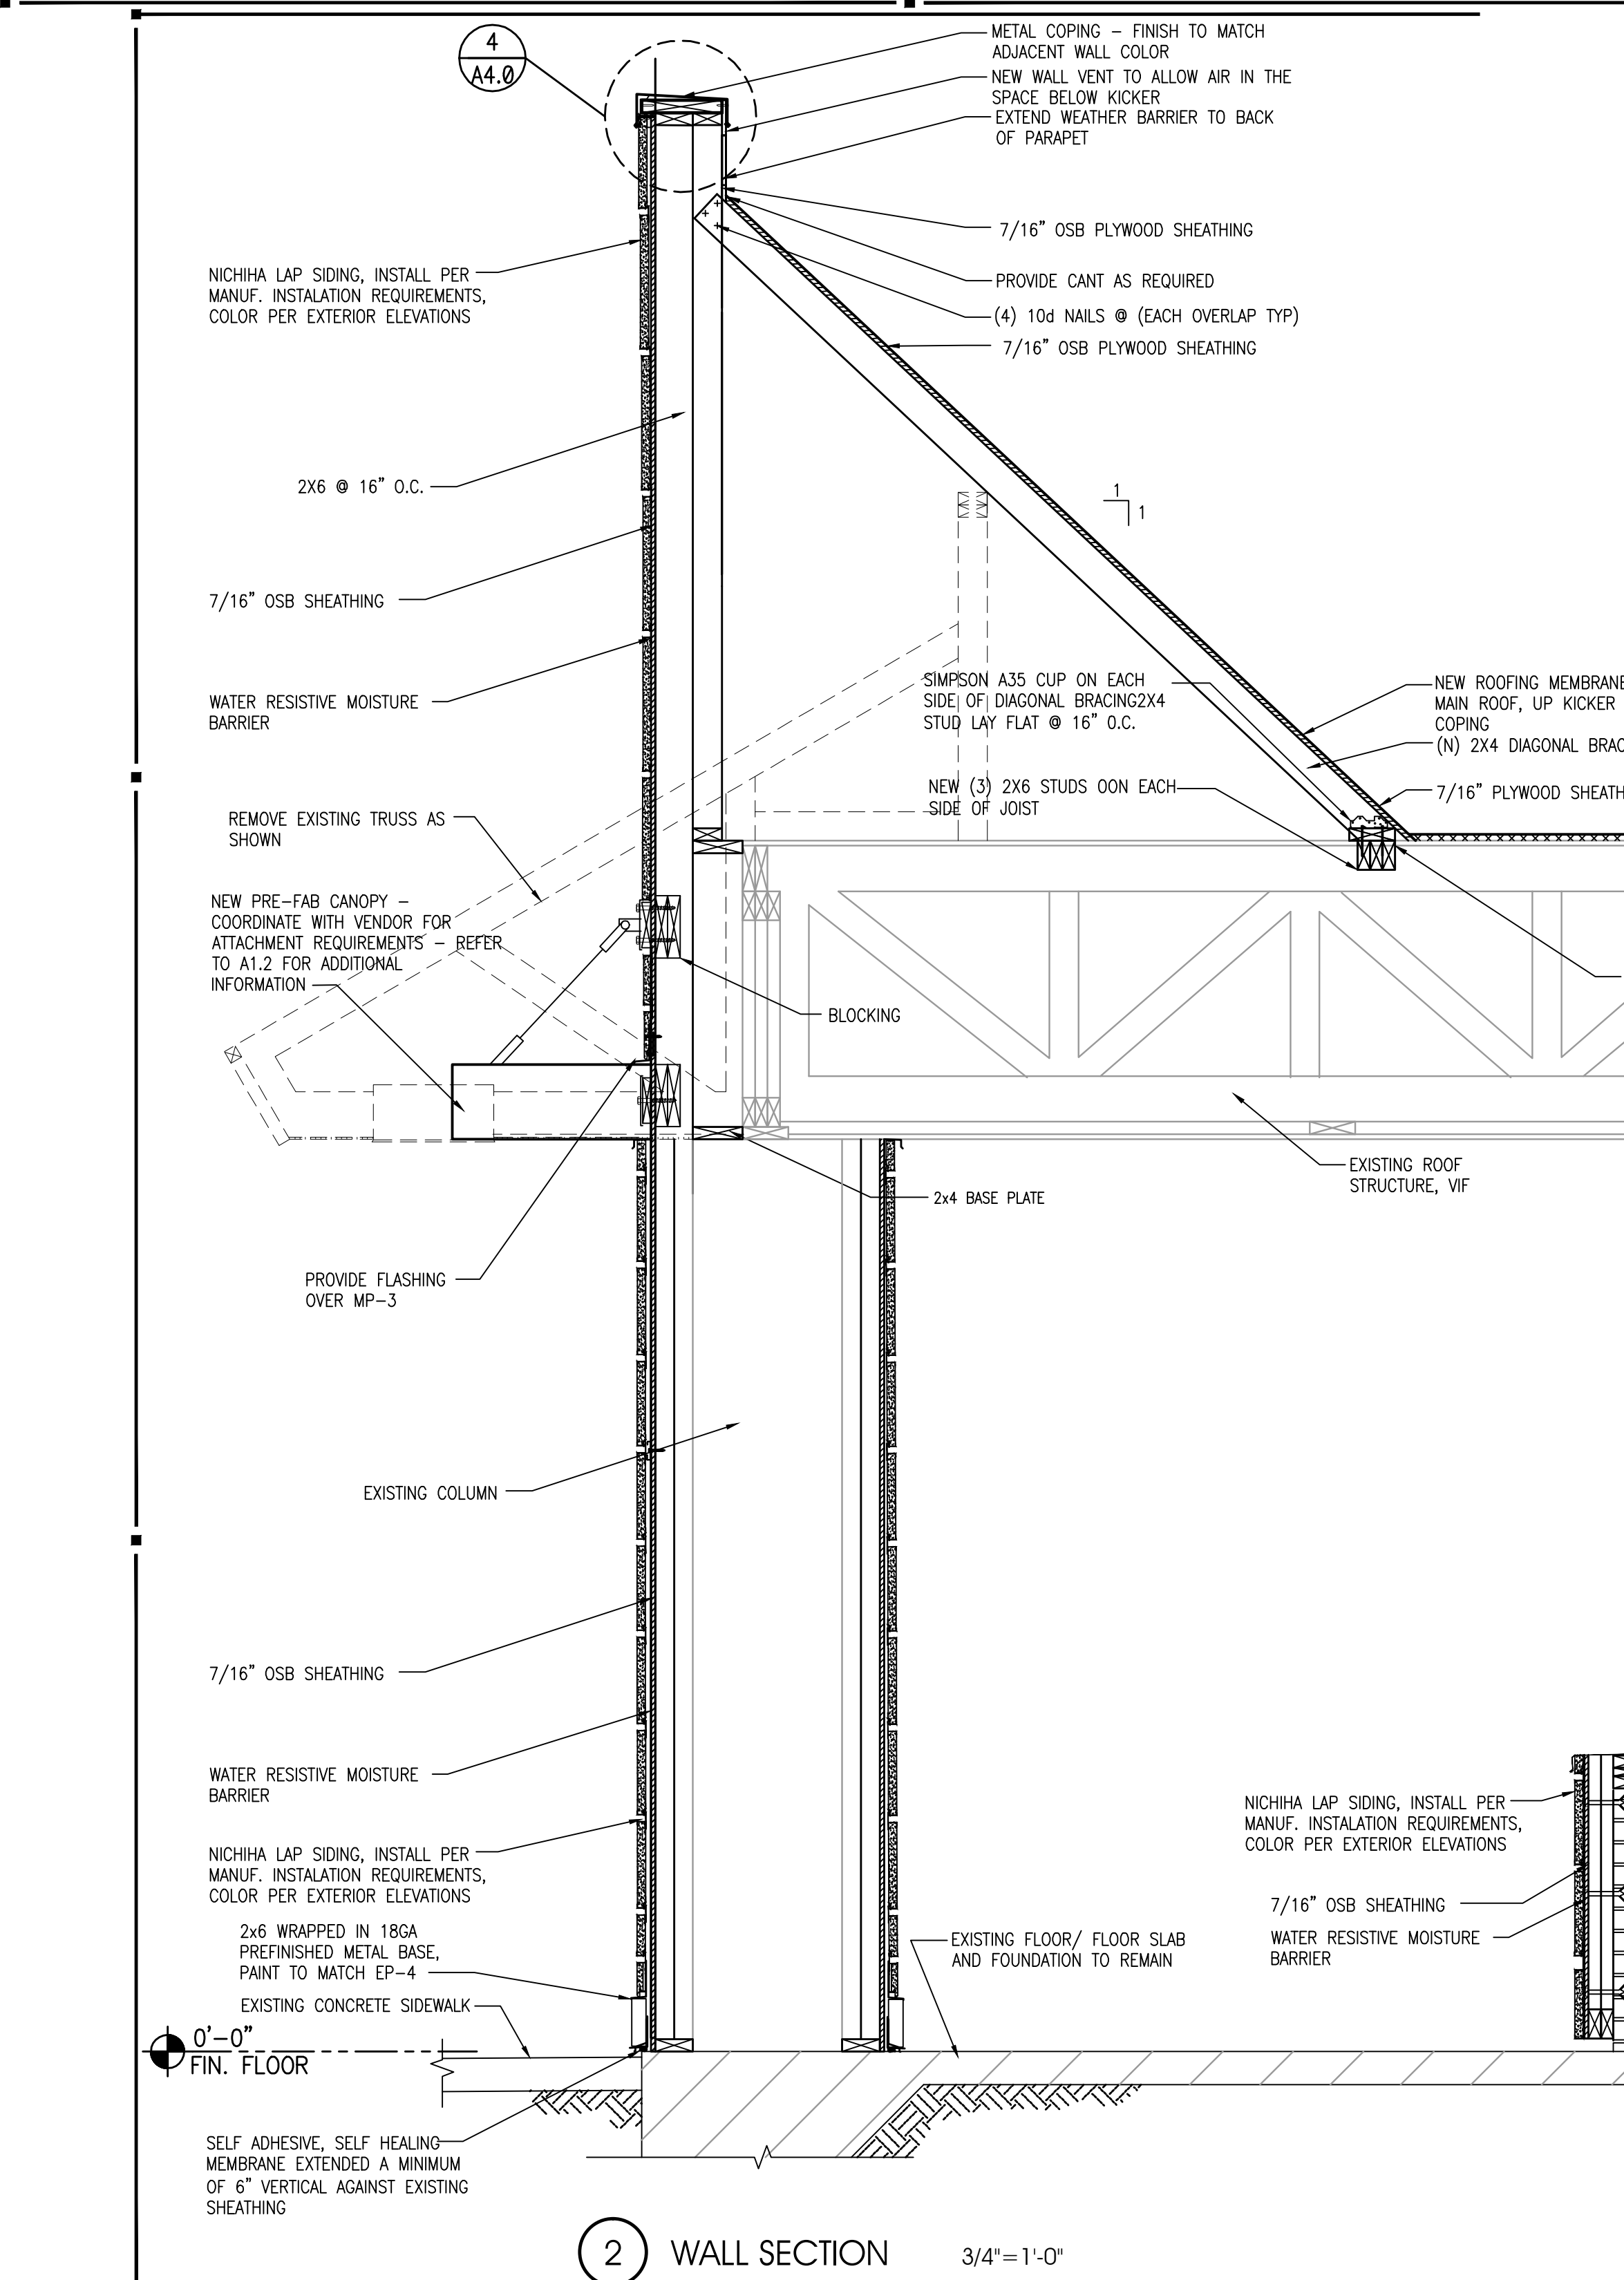 4
A4.0
METAL COPING – FINISH TO MATCH
ADJACENT WALL COLOR
NEW WALL VENT TO ALLOW AIR IN THE
SPACE BELOW KICKER
EXTEND WEATHER BARRIER TO BACK
OF PARAPET
7/16" OSB PLYWOOD SHEATHING
PROVIDE CANT AS REQUIRED
(4) 10d NAILS @ (EACH OVERLAP TYP)
7/16" OSB PLYWOOD SHEATHING
NICHIHA LAP SIDING, INSTALL PER
MANUF. INSTALATION REQUIREMENTS,
COLOR PER EXTERIOR ELEVATIONS
2X6 @ 16" O.C.
1
1
7/16" OSB SHEATHING
WATER RESISTIVE MOISTURE
BARRIER
SIMPSON A35 CUP ON EACH
SIDE OF DIAGONAL BRACING2X4
STUD LAY FLAT @ 16" O.C.
NEW ROOFING MEMBRANE
MAIN ROOF, UP KICKER
COPING
(N) 2X4 DIAGONAL BRAC
7/16" PLYWOOD SHEATH
NEW (3) 2X6 STUDS OON EACH
SIDE OF JOIST
REMOVE EXISTING TRUSS AS
SHOWN
NEW PRE–FAB CANOPY –
COORDINATE WITH VENDOR FOR
ATTACHMENT REQUIREMENTS – REFER
TO A1.2 FOR ADDITIONAL
INFORMATION
BLOCKING
EXISTING ROOF
STRUCTURE, VIF
2x4 BASE PLATE
PROVIDE FLASHING
OVER MP–3
EXISTING COLUMN
7/16" OSB SHEATHING
WATER RESISTIVE MOISTURE
BARRIER
NICHIHA LAP SIDING, INSTALL PER
MANUF. INSTALATION REQUIREMENTS,
COLOR PER EXTERIOR ELEVATIONS
2x6 WRAPPED IN 18GA
PREFINISHED METAL BASE,
PAINT TO MATCH EP–4
EXISTING CONCRETE SIDEWALK
0'–0"
FIN. FLOOR
EXISTING FLOOR/ FLOOR SLAB
AND FOUNDATION TO REMAIN
NICHIHA LAP SIDING, INSTALL PER
MANUF. INSTALATION REQUIREMENTS,
COLOR PER EXTERIOR ELEVATIONS
7/16" OSB SHEATHING
WATER RESISTIVE MOISTURE
BARRIER
SELF ADHESIVE, SELF HEALING
MEMBRANE EXTENDED A MINIMUM
OF 6" VERTICAL AGAINST EXISTING
SHEATHING
2 WALL SECTION 3/4"=1'-0"